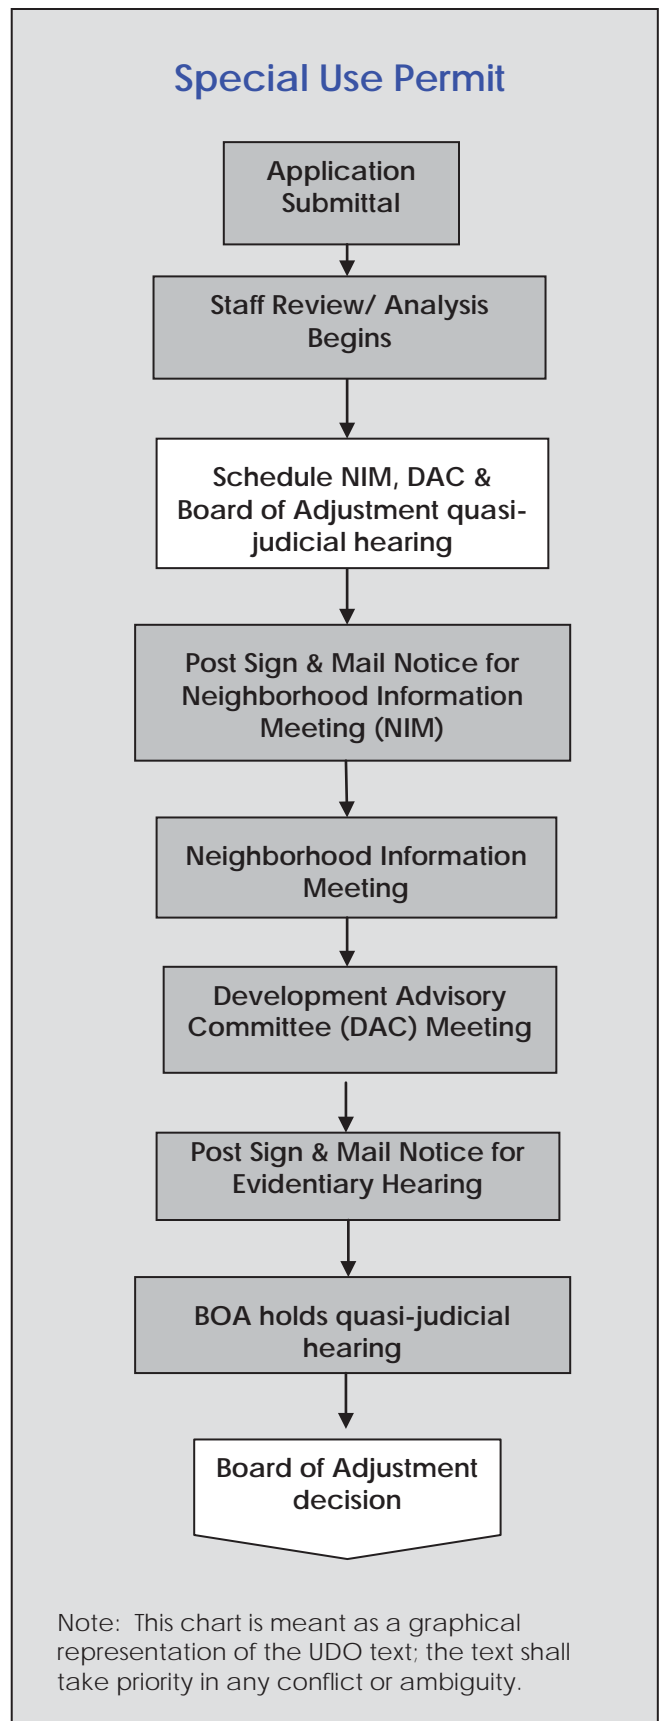 Special Use Permit
Application
Submittal
Staff Review/ Analysis
Begins
Schedule NIM, DAC &
Board of Adjustment quasi-
judicial hearing
Post Sign & Mail Notice for
Neighborhood Information
Meeting (NIM)
Neighborhood Information
Meeting
Development Advisory
Committee (DAC) Meeting
Post Sign & Mail Notice for
Evidentiary Hearing
BOA holds quasi-judicial
hearing
Board of Adjustment
decision
Note: This chart is meant as a graphical
representation of the UDO text; the text shall
take priority in any conflict or ambiguity.